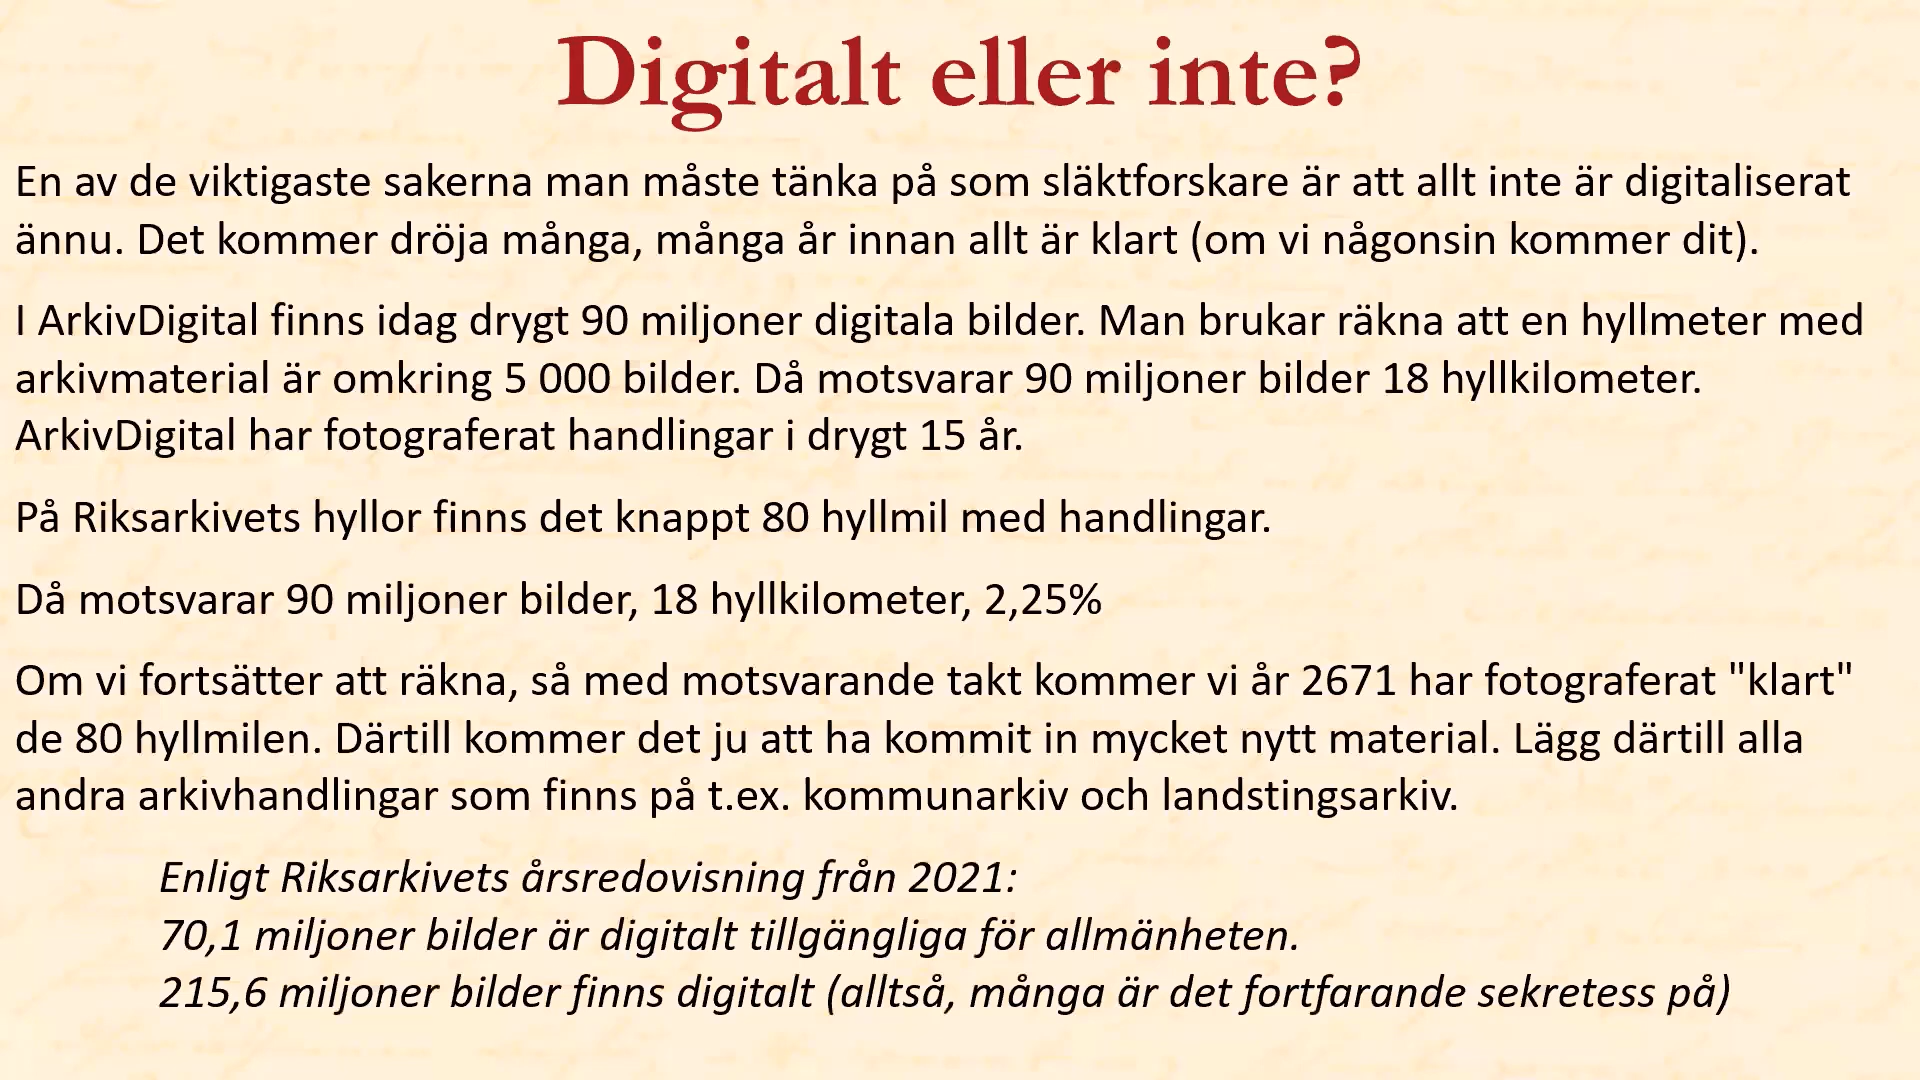 Digitalt eller inte?
En av de viktigaste sakerna man måste tänka på som släktforskare är att allt inte är digitaliserat
ännu. Det kommer dröja många, många år innan allt är klart (om vi någonsin kommer dit).
I ArkivDigital finns idag drygt 90 miljoner digitala bilder. Man brukar räkna att en hyllmeter med
arkivmaterial är omkring 5 000 bilder. Då motsvarar 90 miljoner bilder 18 hyllkilometer.
ArkivDigital har fotograferat handlingar i drygt 15 år.
På Riksarkivets hyllor finns det knappt 80 hyllmil med handlingar.
Då motsvarar 90 miljoner bilder, 18 hyllkilometer, 2,25%
Om vi fortsätter att räkna, så med motsvarande takt kommer vi år 2671 har fotograferat "klart"
de 80 hyllmilen. Därtill kommer det ju att ha kommit in mycket nytt material. Lägg därtill alla
andra arkivhandlingar som finns på t.ex. kommunarkiv och landstingsarkiv.
Enligt Riksarkivets årsredovisning från 2021:
70,1 miljoner bilder är digitalt tillgängliga för allmänheten.
215,6 miljoner bilder finns digitalt (alltså, många är det fortfarande sekretess på)